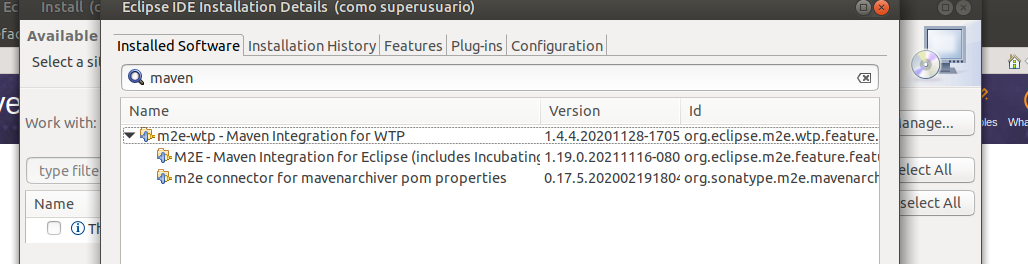 Ec Install (c Eclipse IDE Installation Details (como superusuario)
efac Available
Installed Software Installation History Features Plug-ins Configuration
Select a sit
maven
ve
Name Version Id
Work with: m2e-wtp - Maven Integration for WTP 1.4.4.20201128-1705 org.eclipse.m2e.wtp.feature. Manage... les Wha
M2E - Maven Integration for Eclipse (includes Incubating 1.19.0.20211116-080 org.eclipse.m2e.feature.featu
type filte m2e connector for mavenarchiver pom properties 0.17.5.202002191804 org.sonatype.m2e.mavenarch elect All
Name select All
Th